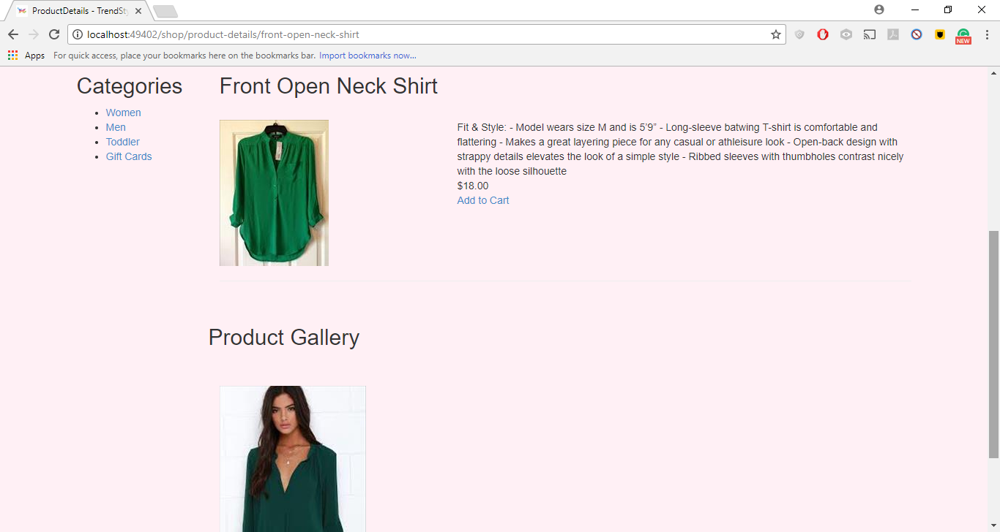 ProductDetails - TrendSty
localhost:49402/shop/product-details/front-open-neck-shirt
NEW
Apps For quick access, place your bookmarks here on the bookmarks bar. Import bookmarks now...
Categories
Women
Men
Toddler
Gift Cards
Front Open Neck Shirt
Fit & Style: - Model wears size M and is 5’9” - Long-sleeve batwing T-shirt is comfortable and
flattering - Makes a great layering piece for any casual or athleisure look - Open-back design with
strappy details elevates the look of a simple style - Ribbed sleeves with thumbholes contrast nicely
with the loose silhouette
$18.00
Add to Cart
Product Gallery